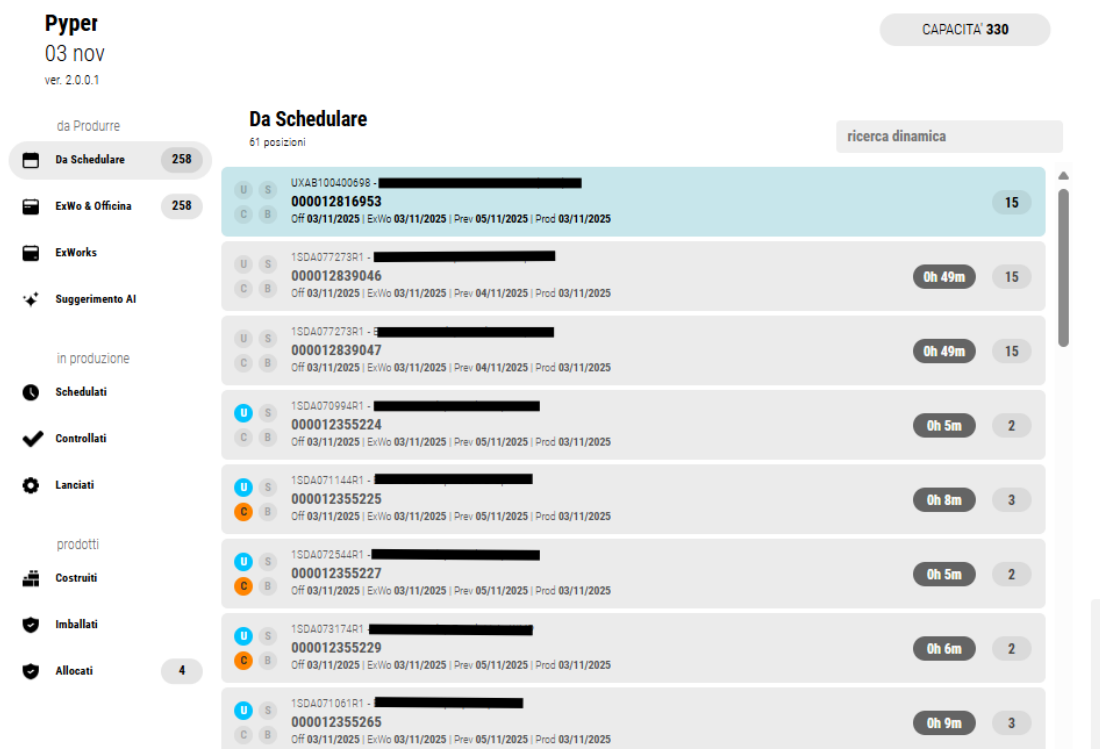 Pyper
03 nov
ver. 2.0.0.1
CAPACITA' 330
da Produrre
Da Schedulare 258
ExWo & Officina 258
ExWorks
Suggerimento AI
in produzione
Schedulati
Controllati
Lanciati
prodotti
Costruiti
Imballati
Allocati 4
Da Schedulare
61 posizioni
ricerca dinamica
U S
C B
UXAB100400698 -
000012816953
Off 03/11/2025 | ExWo 03/11/2025 | Prev 05/11/2025 | Prod 03/11/2025
15
U S
C B
1SDA077273R1 -
000012839046
Off 03/11/2025 | ExWo 03/11/2025 | Prev 04/11/2025 | Prod 03/11/2025
0h 49m 15
U S
C B
1SDA077273R1 -
000012839047
Off 03/11/2025 | ExWo 03/11/2025 | Prev 04/11/2025 | Prod 03/11/2025
0h 49m 15
U S
C B
1SDA070994R1 -
000012355224
Off 03/11/2025 | ExWo 03/11/2025 | Prev 05/11/2025 | Prod 03/11/2025
0h 5m 2
U S
C B
1SDA071144R1 -
000012355225
Off 03/11/2025 | ExWo 03/11/2025 | Prev 05/11/2025 | Prod 03/11/2025
0h 8m 3
U S
C B
1SDA072544R1 -
000012355227
Off 03/11/2025 | ExWo 03/11/2025 | Prev 05/11/2025 | Prod 03/11/2025
0h 5m 2
U S
C B
1SDA073174R1 -
000012355229
Off 03/11/2025 | ExWo 03/11/2025 | Prev 05/11/2025 | Prod 03/11/2025
0h 6m 2
U S
C B
1SDA071061R1 -
000012355265
Off 03/11/2025 | ExWo 03/11/2025 | Prev 05/11/2025 | Prod 03/11/2025
0h 9m 3